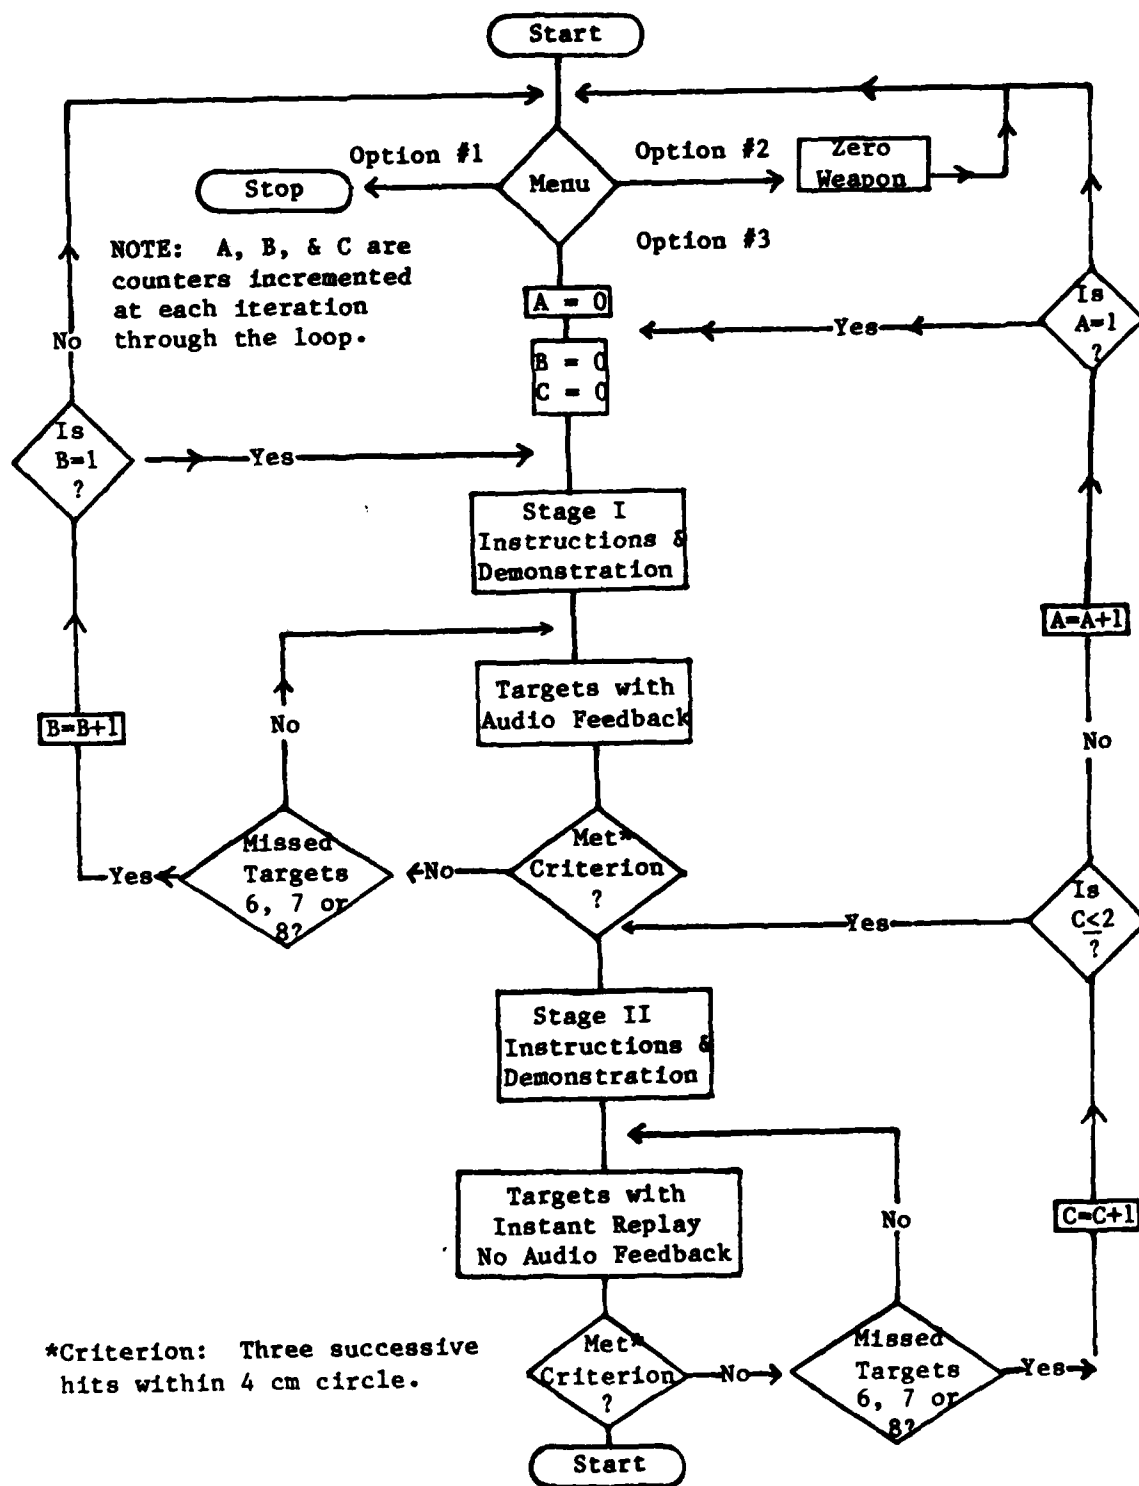 Start
Option #1
Option #2
Zero
Weapon
Stop
Menu
Option #3
NOTE: A, B, & C are
counters incremented
at each iteration
through the loop.
A = 0
Is
A=1
?
Yes
No
B = 0
C = 0
Is
B=1
?
Yes
Stage I
Instructions &
Demonstration
A=A+1
Targets with
Audio Feedback
B=B+1
No
No
Missed
Targets
6, 7 or
8?
Yes
No
Met*
Criterion
?
Is
C≤2
?
Yes
Stage II
Instructions &
Demonstration
Targets with
Instant Replay
No Audio Feedback
No
C=C+1
*Criterion: Three successive
hits within 4 cm circle.
Met*
Criterion
?
No
Missed
Targets
6, 7 or
8?
Yes
Start